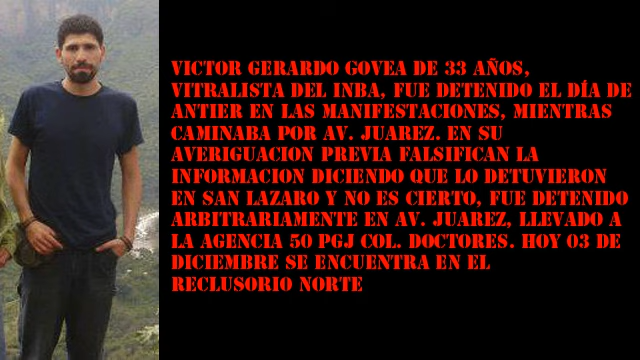 VICTOR GERARDO GOVEA DE 33 AÑOS,
VITRALISTA DEL INBA, FUE DETENIDO EL DÍA DE
ANTIER EN LAS MANIFESTACIONES, MIENTRAS
CAMINABA POR AV. JUAREZ. EN SU
AVERIGUACION PREVIA FALSIFICAN LA
INFORMACION DICIENDO QUE LO DETUVIERON
EN SAN LAZARO Y NO ES CIERTO, FUE DETENIDO
ARBITRARIAMENTE EN AV. JUAREZ, LLEVADO A
LA AGENCIA 50 PGJ COL. DOCTORES. HOY 03 DE
DICIEMBRE SE ENCUENTRA EN EL
RECLUSORIO NORTE